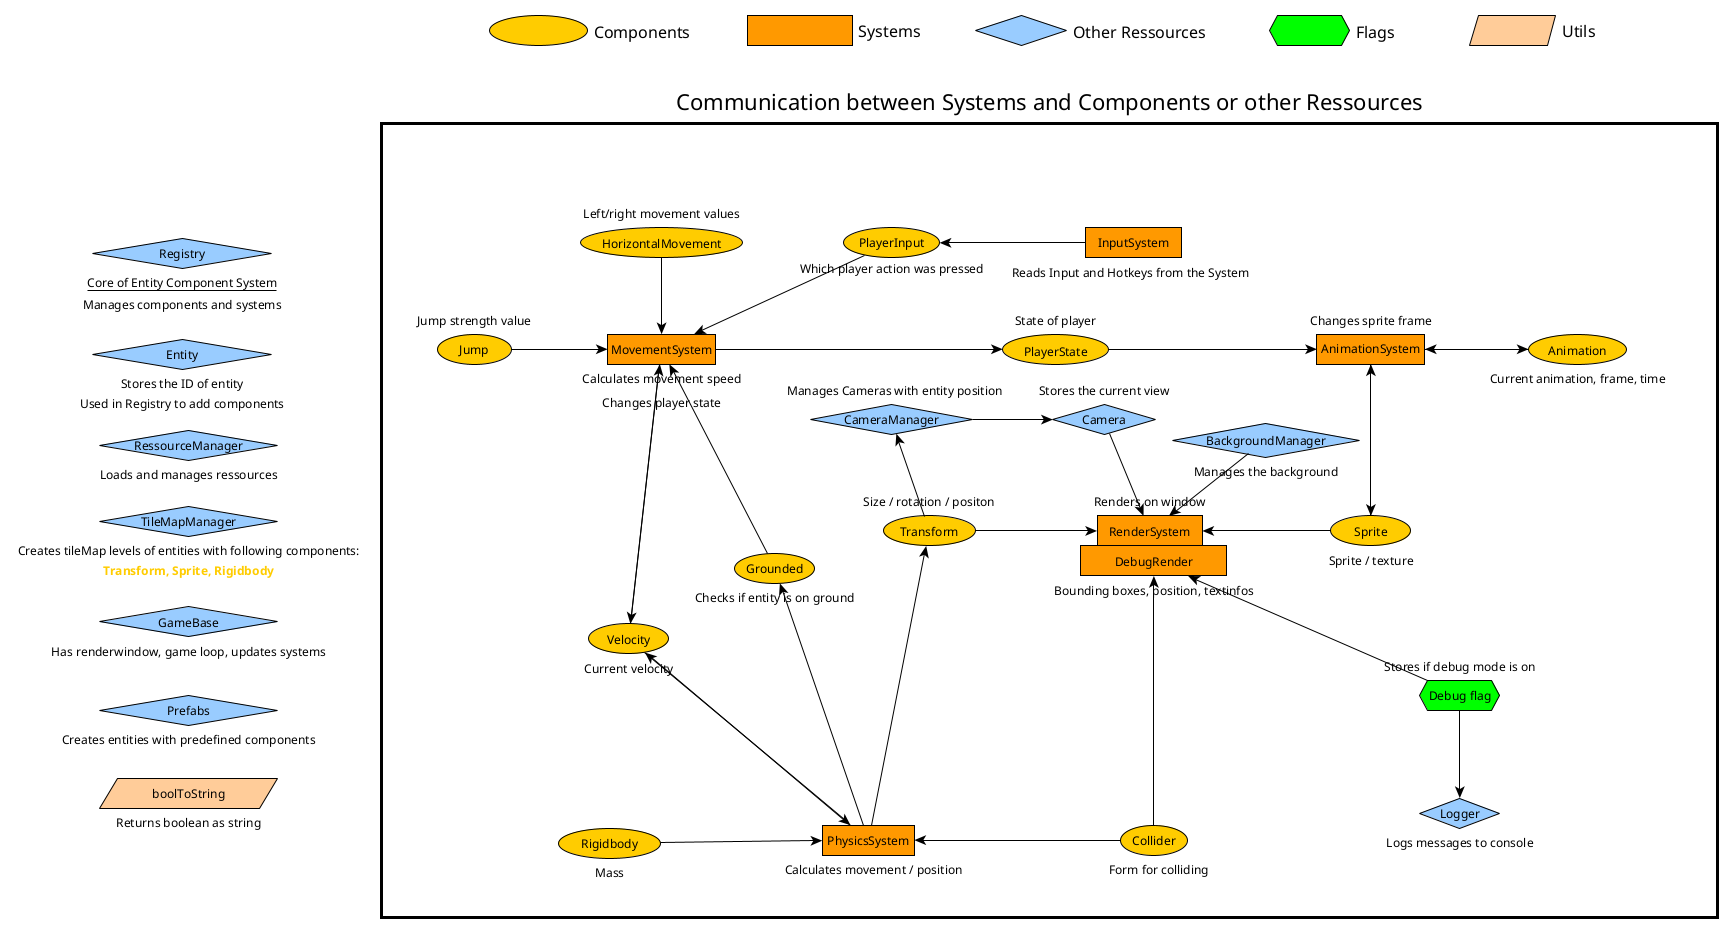 Components
Systems
Other Ressources
Flags
Utils
Communication between Systems and Components or other Ressources
Registry
Core of Entity Component System
Manages components and systems
Entity
Stores the ID of entity
Used in Registry to add components
RessourceManager
Loads and manages ressources
TileMapManager
Creates tileMap levels of entities with following components:
Transform, Sprite, Rigidbody
GameBase
Has renderwindow, game loop, updates systems
Prefabs
Creates entities with predefined components
boolToString
Returns boolean as string
Left/right movement values
HorizontalMovement
PlayerInput
Which player action was pressed
InputSystem
Reads Input and Hotkeys from the System
Jump strength value
Jump
MovementSystem
Calculates movement speed
Changes player state
State of player
PlayerState
Changes sprite frame
AnimationSystem
Animation
Current animation, frame, time
Manages Cameras with entity position
CameraManager
Stores the current view
Camera
BackgroundManager
Manages the background
Size / rotation / positon
Transform
Renders on window
RenderSystem
DebugRender
Bounding boxes, position, textinfos
Sprite
Sprite / texture
Grounded
Checks if entity is on ground
Velocity
Current velocity
Stores if debug mode is on
Debug flag
Logger
Logs messages to console
Rigidbody
Mass
PhysicsSystem
Calculates movement / position
Collider
Form for colliding